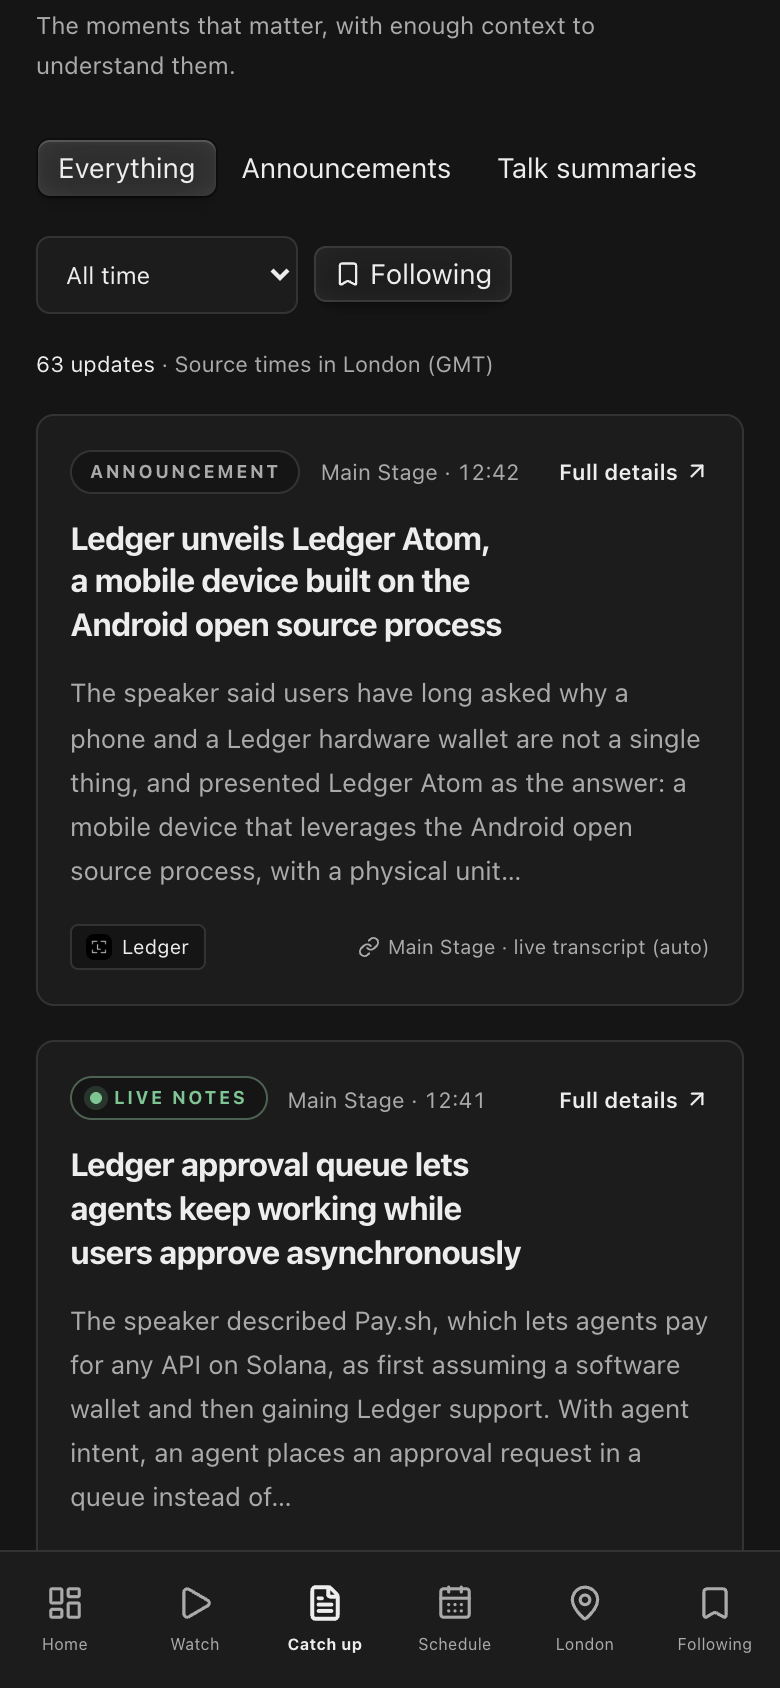 The moments that matter, with enough context to
understand them.
Everything
Announcements
Talk summaries
All time
Following
63 updates · Source times in London (GMT)
ANNOUNCEMENT
Main Stage · 12:42
Full details
Ledger unveils Ledger Atom,
a mobile device built on the
Android open source process
The speaker said users have long asked why a
phone and a Ledger hardware wallet are not a single
thing, and presented Ledger Atom as the answer: a
mobile device that leverages the Android open
source process, with a physical unit...
Ledger
Main Stage · live transcript (auto)
LIVE NOTES
Main Stage · 12:41
Full details
Ledger approval queue lets
agents keep working while
users approve asynchronously
The speaker described Pay.sh, which lets agents pay
for any API on Solana, as first assuming a software
wallet and then gaining Ledger support. With agent
intent, an agent places an approval request in a
queue instead of...
Home
Watch
Catch up
Schedule
London
Following